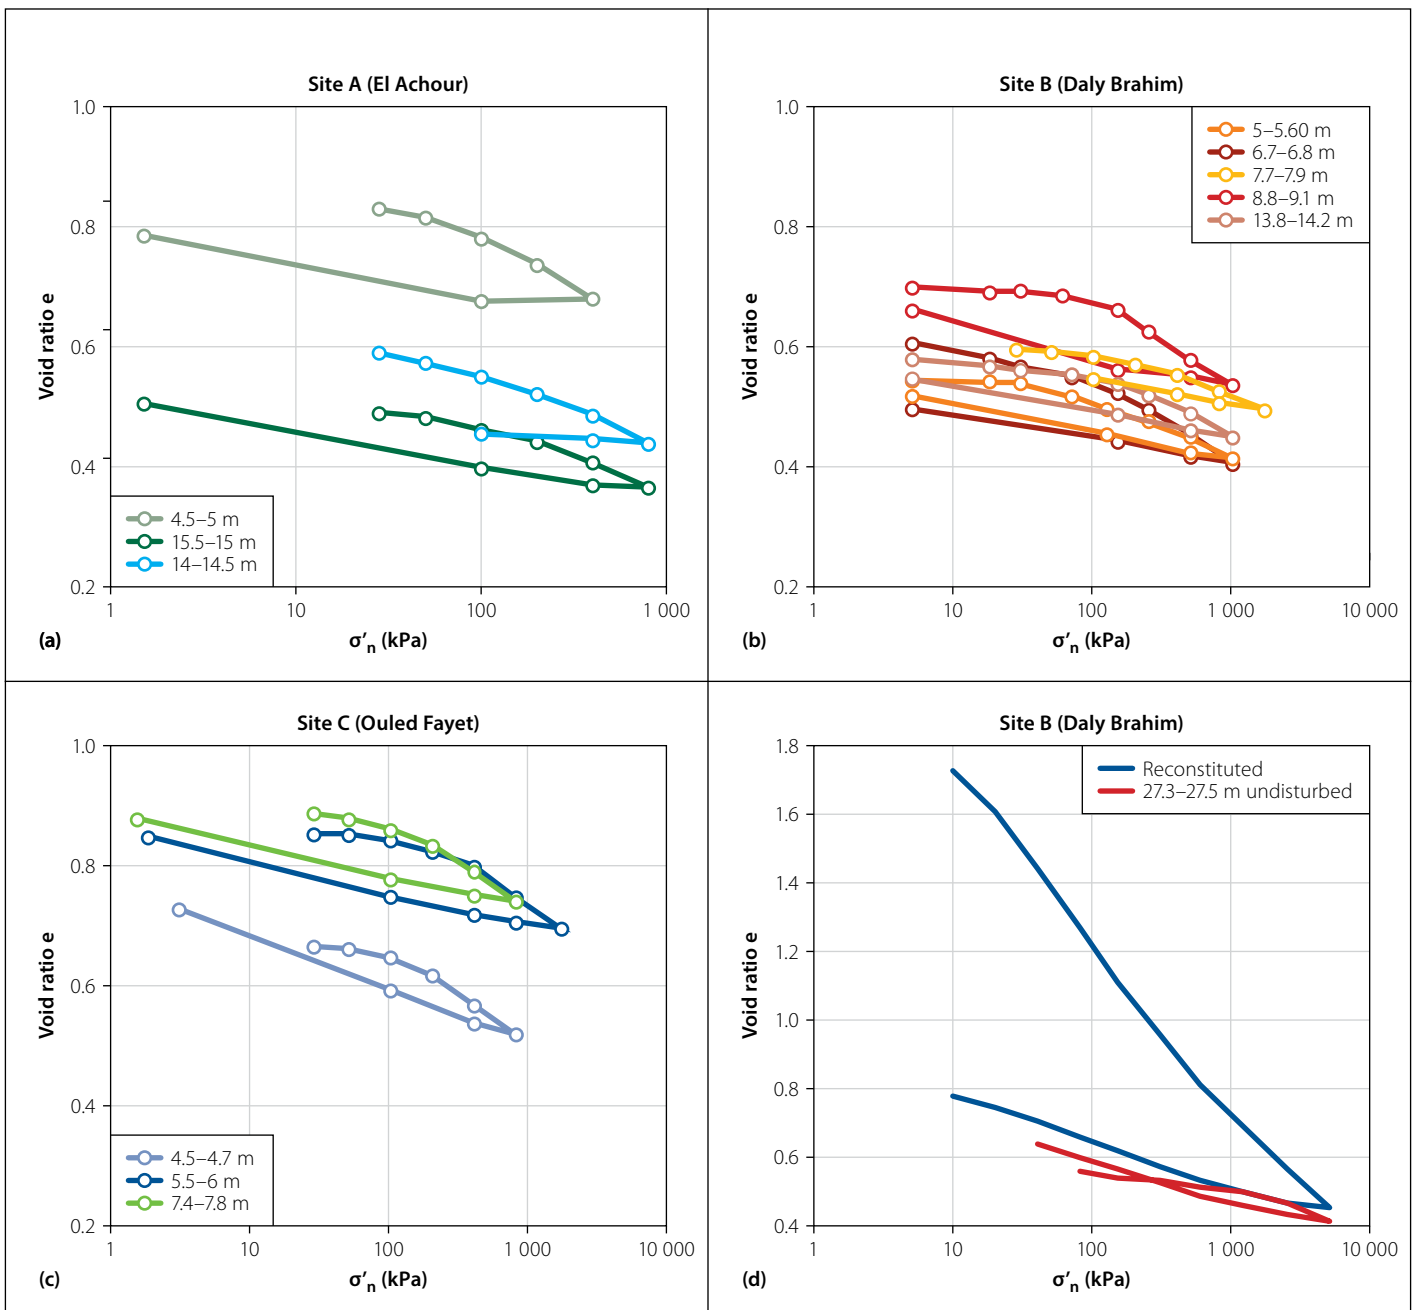 Site A (El Achour)
1.0
0.8
0.6
0.4
0.2
Void ratio e
1 10 100 1 000
σ'n (kPa)
4.5–5 m
15.5–15 m
14–14.5 m
(a)
Site B (Daly Brahim)
1.0
0.8
0.6
0.4
0.2
Void ratio e
1 10 100 1 000 10 000
σ'n (kPa)
5–5.60 m
6.7–6.8 m
7.7–7.9 m
8.8–9.1 m
13.8–14.2 m
(b)
Site C (Ouled Fayet)
1.0
0.8
0.6
0.4
0.2
Void ratio e
1 10 100 1 000 10 000
σ'n (kPa)
4.5–4.7 m
5.5–6 m
7.4–7.8 m
(c)
Site B (Daly Brahim)
1.8
1.6
1.4
1.2
1.0
0.8
0.6
0.4
Void ratio e
1 10 100 1 000 10 000
σ'n (kPa)
Reconstituted
27.3–27.5 m undisturbed
(d)